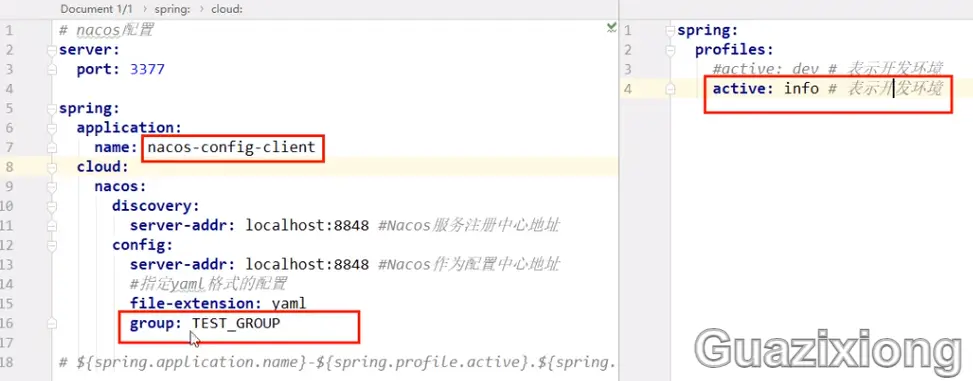 Document 1/1 › spring: › cloud:
1 # nacos配置
2 server:
3 port: 3377
4
5 spring:
6 application:
7 name: nacos-config-client
8 cloud:
9 nacos:
10 discovery:
11 server-addr: localhost:8848 #Nacos服务注册中心地址
12 config:
13 server-addr: localhost:8848 #Nacos作为配置中心地址
14 #指定yaml格式的配置
15 file-extension: yaml
16 group: TEST_GROUP
17
18 # ${spring.application.name}-${spring.profile.active}.${spring.
1 spring:
2 profiles:
3 #active: dev # 表示开发环境
4 active: info # 表示开发环境
Guazixiong